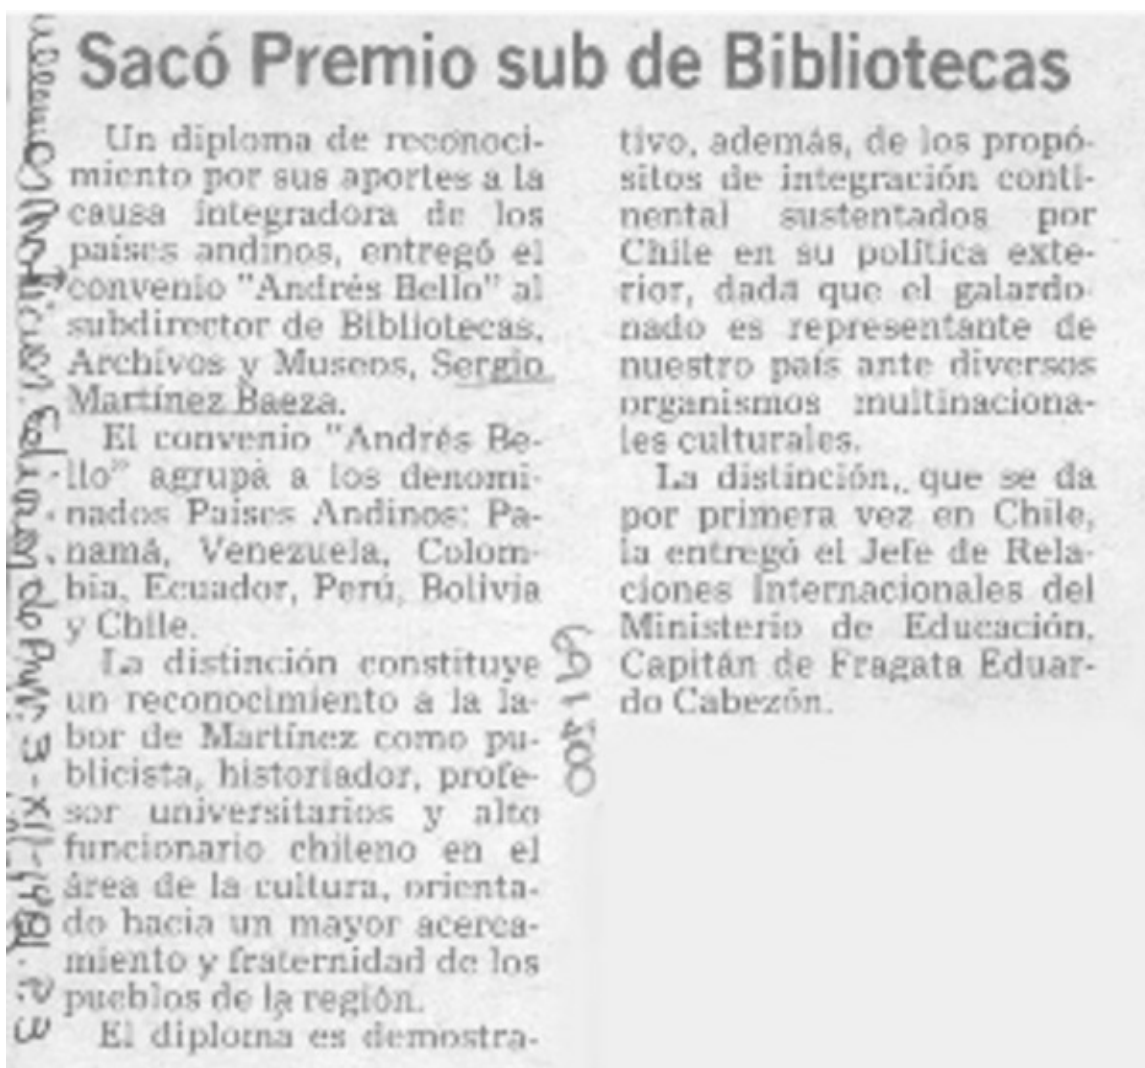 Sacó Premio sub de Bibliotecas
Un diploma de reconoci-
miento por sus aportes a la
causa integradora de los
países andinos, entregó el
convenio "Andrés Bello" al
subdirector de Bibliotecas,
Archivos y Museos, Sergio
Martínez Baeza.
El convenio "Andrés Be-
llo" agrupa a los denomi-
nados Paises Andinos: Pa-
namá, Venezuela, Colom-
bia, Ecuador, Perú, Bolivia
y Chile.
La distinción constituye
un reconocimiento a la la-
bor de Martínez como pu-
blicista, historiador, profe-
sor universitarios y alto
funcionario chileno en el
área de la cultura, orienta-
do hacia un mayor acerca-
miento y fraternidad de los
pueblos de la región.
El diploma es demostra-
tivo, además, de los propó-
sitos de integración conti-
nental sustentados por
Chile en su política exte-
rior, dada que el galardo-
nado es representante de
nuestro país ante diversos
organismos multinaciona-
les culturales.
La distinción, que se da
por primera vez en Chile,
la entregó el Jefe de Rela-
ciones Internacionales del
Ministerio de Educación,
Capitán de Fragata Eduar-
do Cabezón.